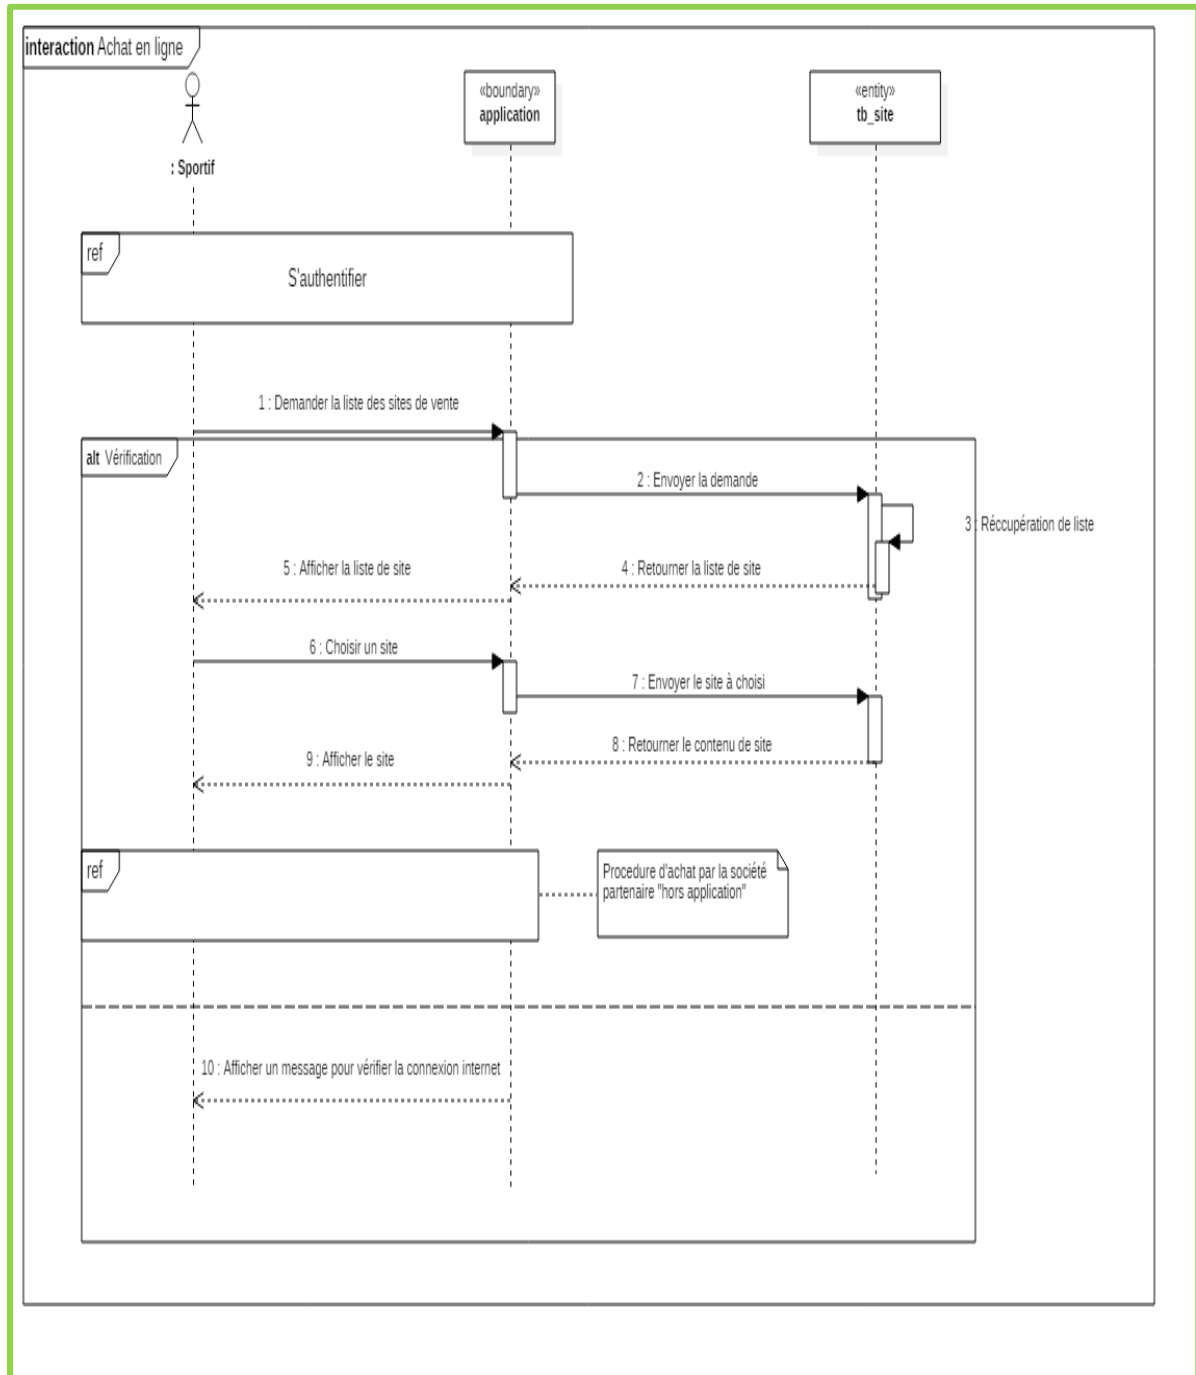 interaction Achat en ligne
«boundary»
application
«entity»
tb_site
: Sportif
ref
S'authentifier
1 : Demander la liste des sites de vente
alt Vérification
2 : Envoyer la demande
3 : Réccupération de liste
5 : Afficher la liste de site
4 : Retourner la liste de site
6 : Choisir un site
7 : Envoyer le site à choisi
8 : Retourner le contenu de site
9 : Afficher le site
ref
Procedure d'achat par la société
partenaire "hors application"
10 : Afficher un message pour vérifier la connexion internet